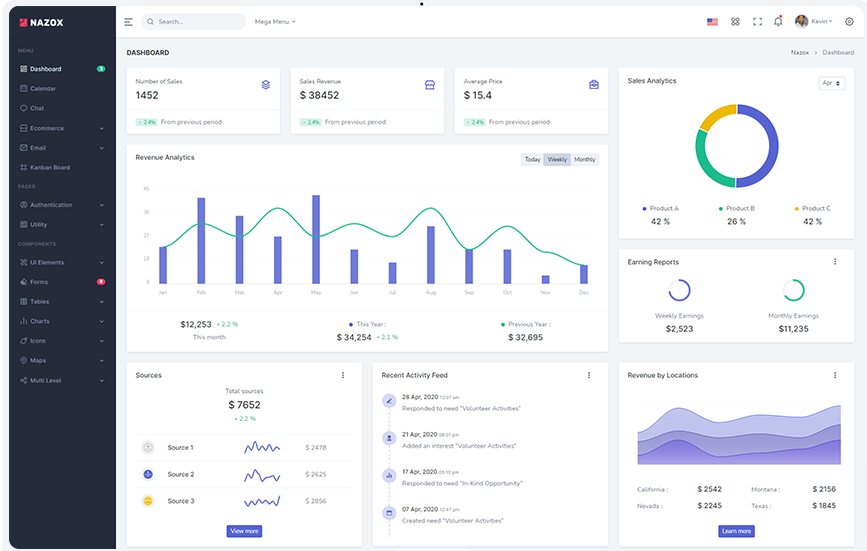 NAZOX
Search...
Mega Menu
Kevin
MENU
Dashboard 3
Calendar
Chat
Ecommerce
Email
Kanban Board
PAGES
Authentication
Utility
COMPONENTS
UI Elements
Forms 8
Tables
Charts
Icons
Maps
Multi Level
DASHBOARD
Nazox > Dashboard
Number of Sales
1452
2.4% From previous period
Sales Revenue
$ 38452
2.4% From previous period
Average Price
$ 15.4
2.4% From previous period
Sales Analytics
Apr
Product A
42 %
Product B
26 %
Product C
42 %
Revenue Analytics
Today Weekly Monthly
45
36
27
18
9
Jan Feb Mar Apr May Jun Jul Aug Sep Oct Nov Dec
$12,253 2.2 %
This month
This Year :
$ 34,254 2.1 %
Previous Year :
$ 32,695
Earning Reports
Weekly Earnings
$2,523
Monthly Earnings
$11,235
Sources
Total sources
$ 7652
2.2 %
Source 1 $ 2478
Source 2 $ 2625
Source 3 $ 2856
View more
Recent Activity Feed
28 Apr, 2020 12:07 am
Responded to need "Volunteer Activities"
21 Apr, 2020 08:01 pm
Added an interest "Volunteer Activities"
17 Apr, 2020 05:10 pm
Responded to need "In-Kind Opportunity"
07 Apr, 2020 12:47 pm
Created need "Volunteer Activities"
Revenue by Locations
California : $ 2542 Montana : $ 2156
Nevada : $ 2245 Texas : $ 1845
Learn more